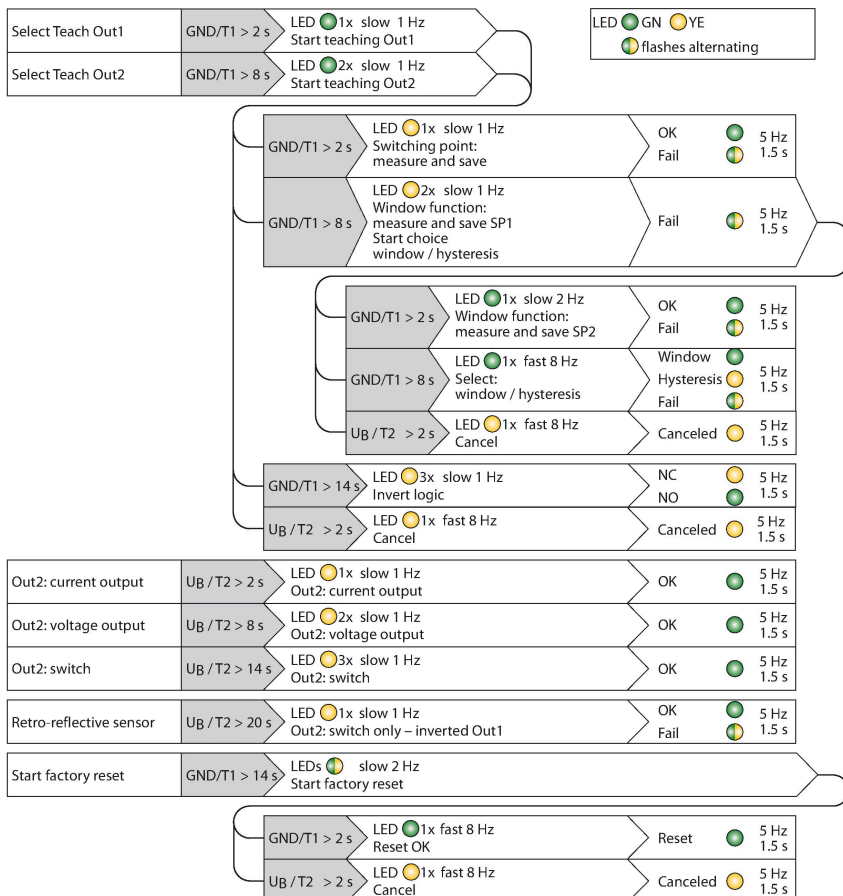 LED GN YE
flashes alternating
Select Teach Out1 GND/T1 > 2 s LED 1x slow 1 Hz
Start teaching Out1
Select Teach Out2 GND/T1 > 8 s LED 2x slow 1 Hz
Start teaching Out2
GND/T1 > 2 s LED 1x slow 1 Hz
Switching point:
measure and save
OK
Fail
5 Hz
1.5 s
GND/T1 > 8 s LED 2x slow 1 Hz
Window function:
measure and save SP1
Start choice
window / hysteresis
Fail
5 Hz
1.5 s
GND/T1 > 2 s LED 1x slow 2 Hz
Window function:
measure and save SP2
OK
Fail
5 Hz
1.5 s
GND/T1 > 8 s LED 1x fast 8 Hz
Select:
window / hysteresis
Window
Hysteresis
Fail
5 Hz
1.5 s
UB / T2 > 2 s LED 1x fast 8 Hz
Cancel
Canceled
5 Hz
1.5 s
GND/T1 > 14 s LED 3x slow 1 Hz
Invert logic
NC
NO
5 Hz
1.5 s
UB / T2 > 2 s LED 1x fast 8 Hz
Cancel
Canceled
5 Hz
1.5 s
Out2: current output UB / T2 > 2 s LED 1x slow 1 Hz
Out2: current output
OK
5 Hz
1.5 s
Out2: voltage output UB / T2 > 8 s LED 2x slow 1 Hz
Out2: voltage output
OK
5 Hz
1.5 s
Out2: switch UB / T2 > 14 s LED 3x slow 1 Hz
Out2: switch
OK
5 Hz
1.5 s
Retro-reflective sensor UB / T2 > 20 s LED 1x slow 1 Hz
Out2: switch only – inverted Out1
OK
Fail
5 Hz
1.5 s
Start factory reset GND/T1 > 14 s LEDs slow 2 Hz
Start factory reset
GND/T1 > 2 s LED 1x fast 8 Hz
Reset OK
Reset
5 Hz
1.5 s
UB / T2 > 2 s LED 1x fast 8 Hz
Cancel
Canceled
5 Hz
1.5 s